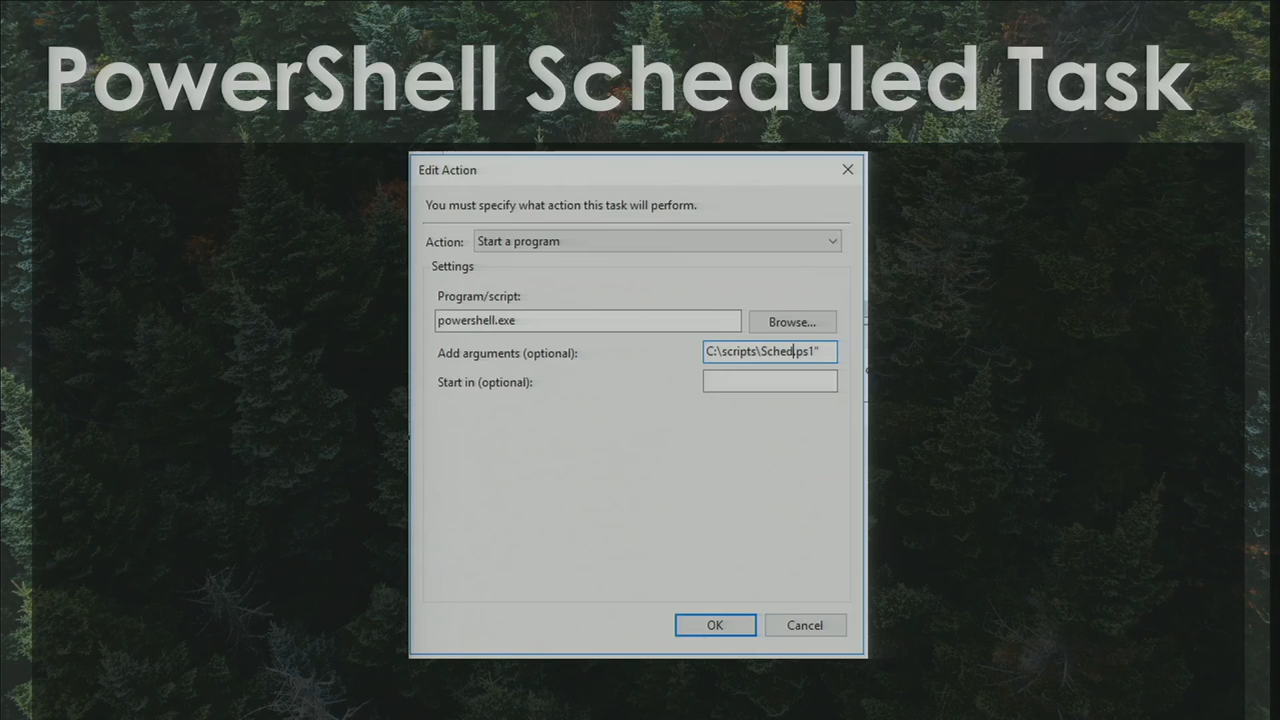 PowerShell Scheduled Task
Edit Action
You must specify what action this task will perform.
Action: Start a program
Settings
Program/script:
powershell.exe Browse...
Add arguments (optional): C:\scripts\Sched.ps1"
Start in (optional):
OK Cancel